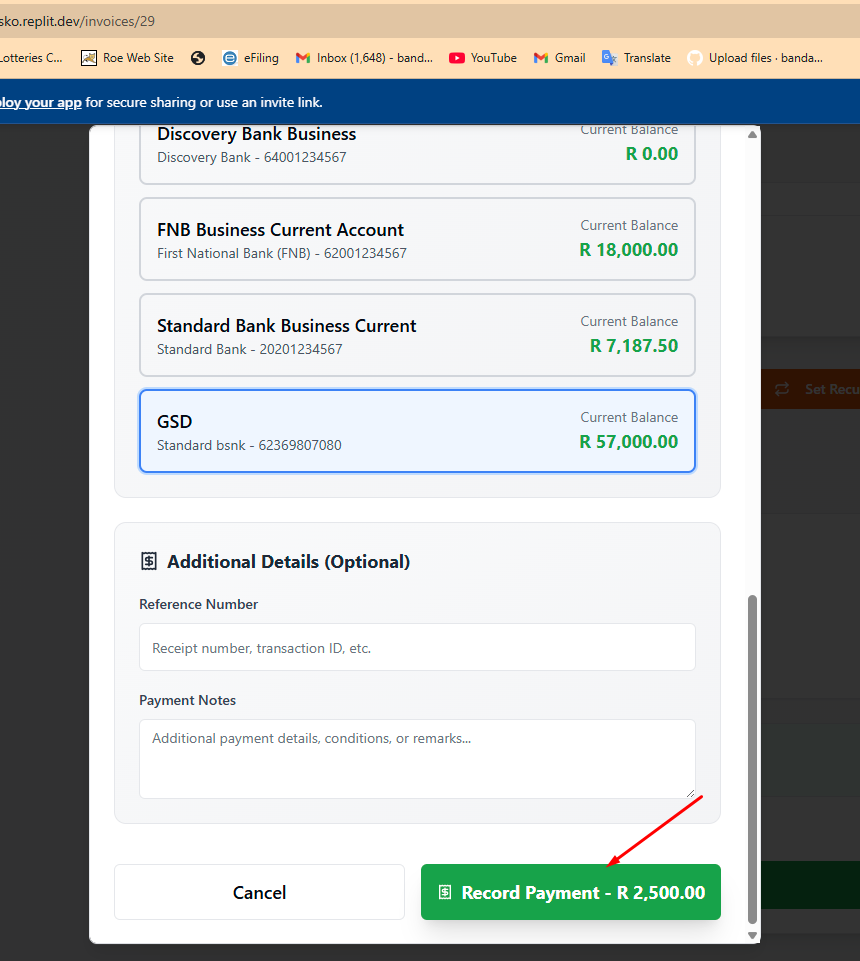 sko.replit.dev/invoices/29
Lotteries C... Roe Web Site eFiling Inbox (1,648) - band... YouTube Gmail Translate Upload files · banda...
ploy your app for secure sharing or use an invite link.
Discovery Bank Business
Current Balance
Discovery Bank - 64001234567
R 0.00
FNB Business Current Account
Current Balance
First National Bank (FNB) - 62001234567
R 18,000.00
Standard Bank Business Current
Current Balance
Standard Bank - 20201234567
R 7,187.50
Set Recu
GSD
Current Balance
Standard bsnk - 62369807080
R 57,000.00
Additional Details (Optional)
Reference Number
Receipt number, transaction ID, etc.
Payment Notes
Additional payment details, conditions, or remarks...
Cancel
Record Payment - R 2,500.00